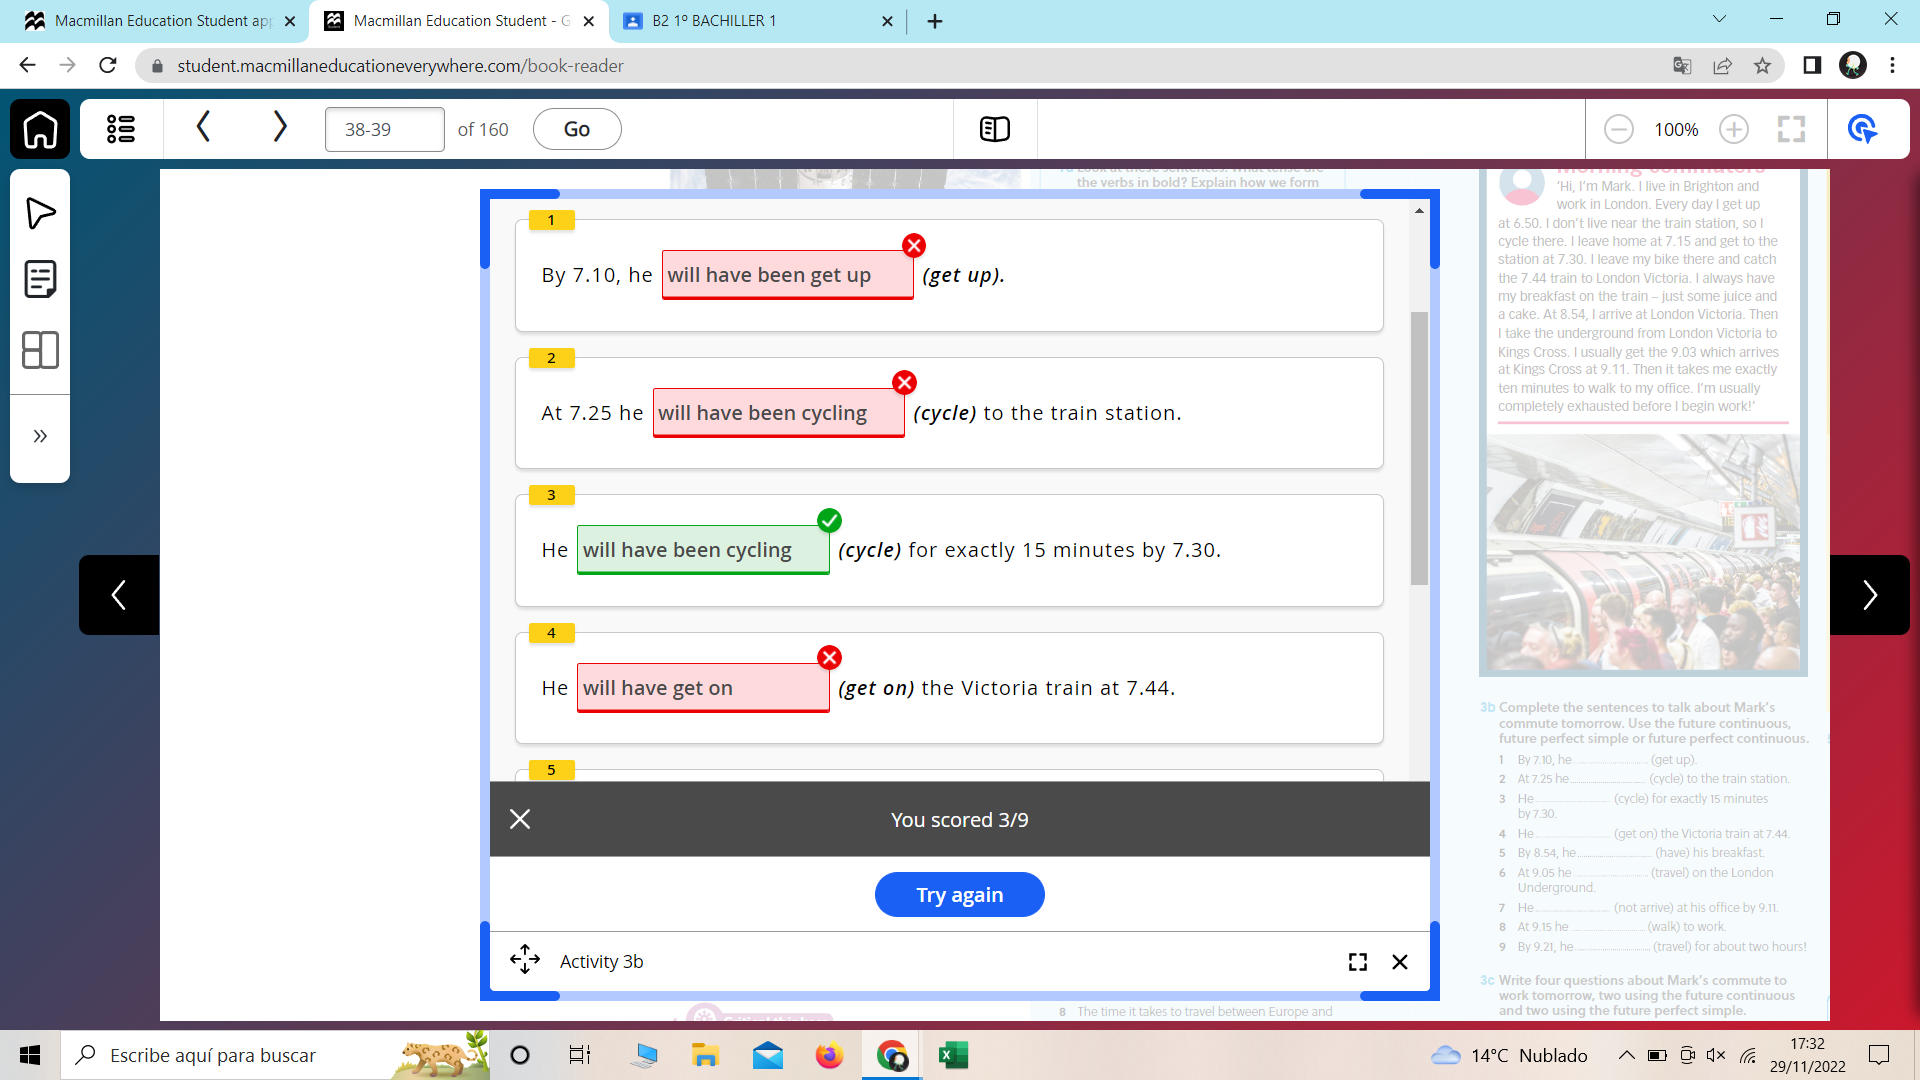 Macmillan Education Student ap
Macmillan Education Student - G
B2 1º BACHILLER 1
student.macmillaneducationeverywhere.com/book-reader
38-39
of 160
Go
100%
the verbs in bold? Explain how we form
1
By 7.10, he will have been get up (get up).
2
At 7.25 he will have been cycling (cycle) to the train station.
3
He will have been cycling (cycle) for exactly 15 minutes by 7.30.
4
He will have get on (get on) the Victoria train at 7.44.
5
You scored 3/9
Try again
Activity 3b
8 The time it takes to travel between Europe and
Morning commuters
'Hi, I'm Mark. I live in Brighton and
work in London. Every day I get up
at 6.50. I don't live near the train station, so I
cycle there. I leave home at 7.15 and get to the
station at 7.30. I leave my bike there and catch
the 7.44 train to London Victoria. I always have
my breakfast on the train – just some juice and
a cake. At 8.54, I arrive at London Victoria. Then
I take the underground from London Victoria to
Kings Cross. I usually get the 9.03 which arrives
at Kings Cross at 9.11. Then it takes me exactly
ten minutes to walk to my office. I'm usually
completely exhausted before I begin work!'
3b Complete the sentences to talk about Mark's
commute tomorrow. Use the future continuous,
future perfect simple or future perfect continuous.
1 By 7.10, he .................... (get up).
2 At 7.25 he .................... (cycle) to the train station.
3 He .................... (cycle) for exactly 15 minutes
by 7.30.
4 He .................... (get on) the Victoria train at 7.44.
5 By 8.54, he .................... (have) his breakfast.
6 At 9.05 he .................... (travel) on the London
Underground.
7 He .................... (not arrive) at his office by 9.11.
8 At 9.15 he .................... (walk) to work.
9 By 9.21, he .................... (travel) for about two hours!
3c Write four questions about Mark's commute to
work tomorrow, two using the future continuous
and two using the future perfect simple.
Escribe aquí para buscar
14°C Nublado
17:32
29/11/2022